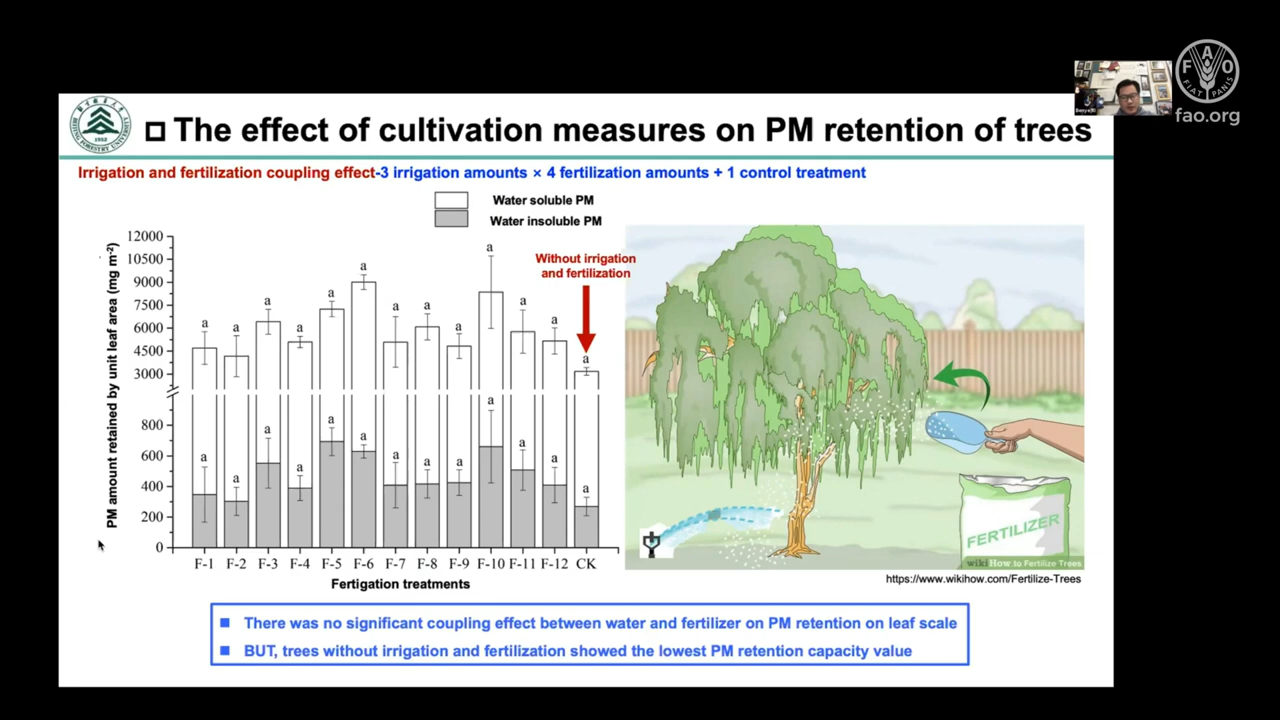 FAO
FIAT PANIS
fao.org
□ The effect of cultivation measures on PM retention of trees
Irrigation and fertilization coupling effect-3 irrigation amounts × 4 fertilization amounts + 1 control treatment
Water soluble PM
Water insoluble PM
PM amount retained by unit leaf area (mg m-2)
12000
10500
9000
7500
6000
4500
3000
800
600
400
200
0
a a a a a a a a a a a a a
a a a a a a a a a a a a a
Without irrigation
and fertilization
F-1 F-2 F-3 F-4 F-5 F-6 F-7 F-8 F-9 F-10 F-11 F-12 CK
Fertigation treatments
FERTILIZER
wikiHow to Fertilize Trees
https://www.wikihow.com/Fertilize-Trees
■ There was no significant coupling effect between water and fertilizer on PM retention on leaf scale
■ BUT, trees without irrigation and fertilization showed the lowest PM retention capacity value